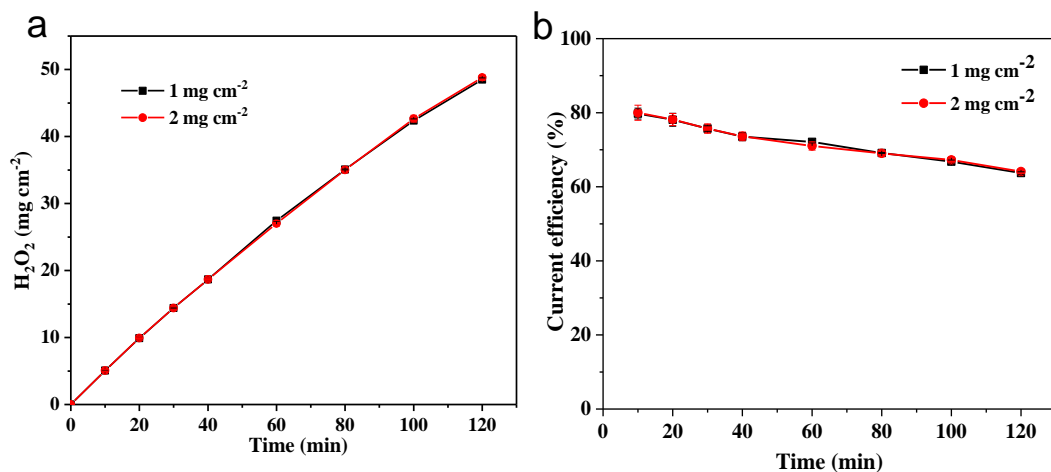 a
H₂O₂ (mg cm⁻²)
50
40
30
20
10
0
1 mg cm⁻²
2 mg cm⁻²
0 20 40 60 80 100 120
Time (min)
b
Current efficiency (%)
100
80
60
40
20
0
1 mg cm⁻²
2 mg cm⁻²
0 20 40 60 80 100 120
Time (min)